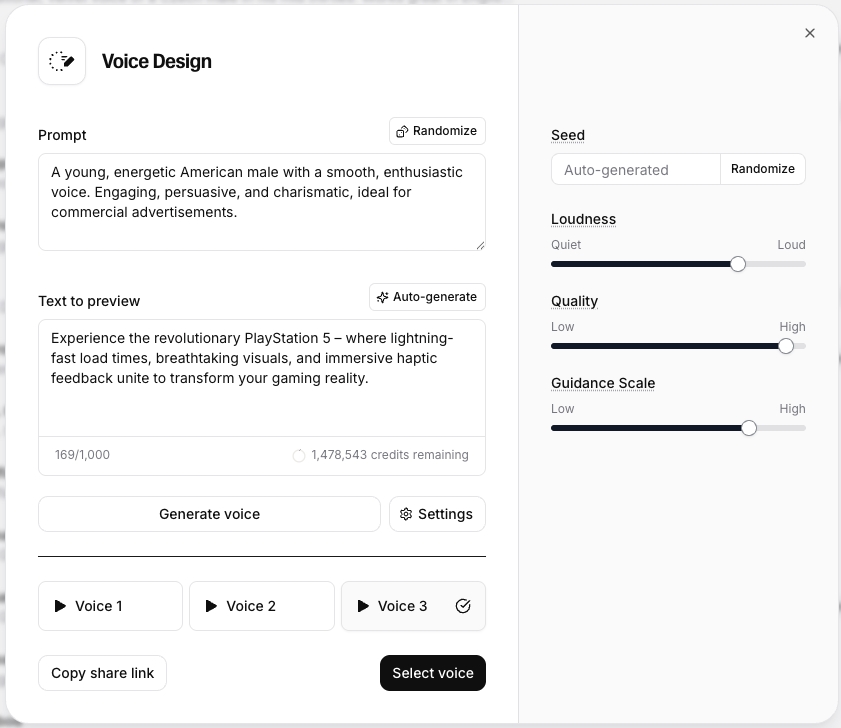 Voice Design
Prompt
Randomize
A young, energetic American male with a smooth, enthusiastic
voice. Engaging, persuasive, and charismatic, ideal for
commercial advertisements.
Text to preview
Auto-generate
Experience the revolutionary PlayStation 5 – where lightning-
fast load times, breathtaking visuals, and immersive haptic
feedback unite to transform your gaming reality.
169/1,000
1,478,543 credits remaining
Generate voice
Settings
Voice 1
Voice 2
Voice 3
Copy share link
Select voice
Seed
Auto-generated
Randomize
Loudness
Quiet
Loud
Quality
Low
High
Guidance Scale
Low
High